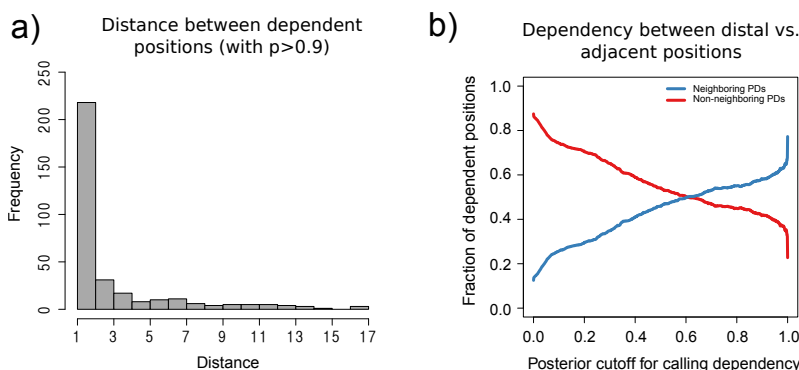 a)
Distance between dependent
positions (with p>0.9)
Frequency
0
50
100
150
200
250
1
3
5
7
9
11
13
15
17
Distance
b)
Dependency between distal vs.
adjacent positions
Fraction of dependent positions
1.0
0.8
0.6
0.4
0.2
0.0
Neighboring PDs
Non-neighboring PDs
0.0
0.2
0.4
0.6
0.8
1.0
Posterior cutoff for calling dependency